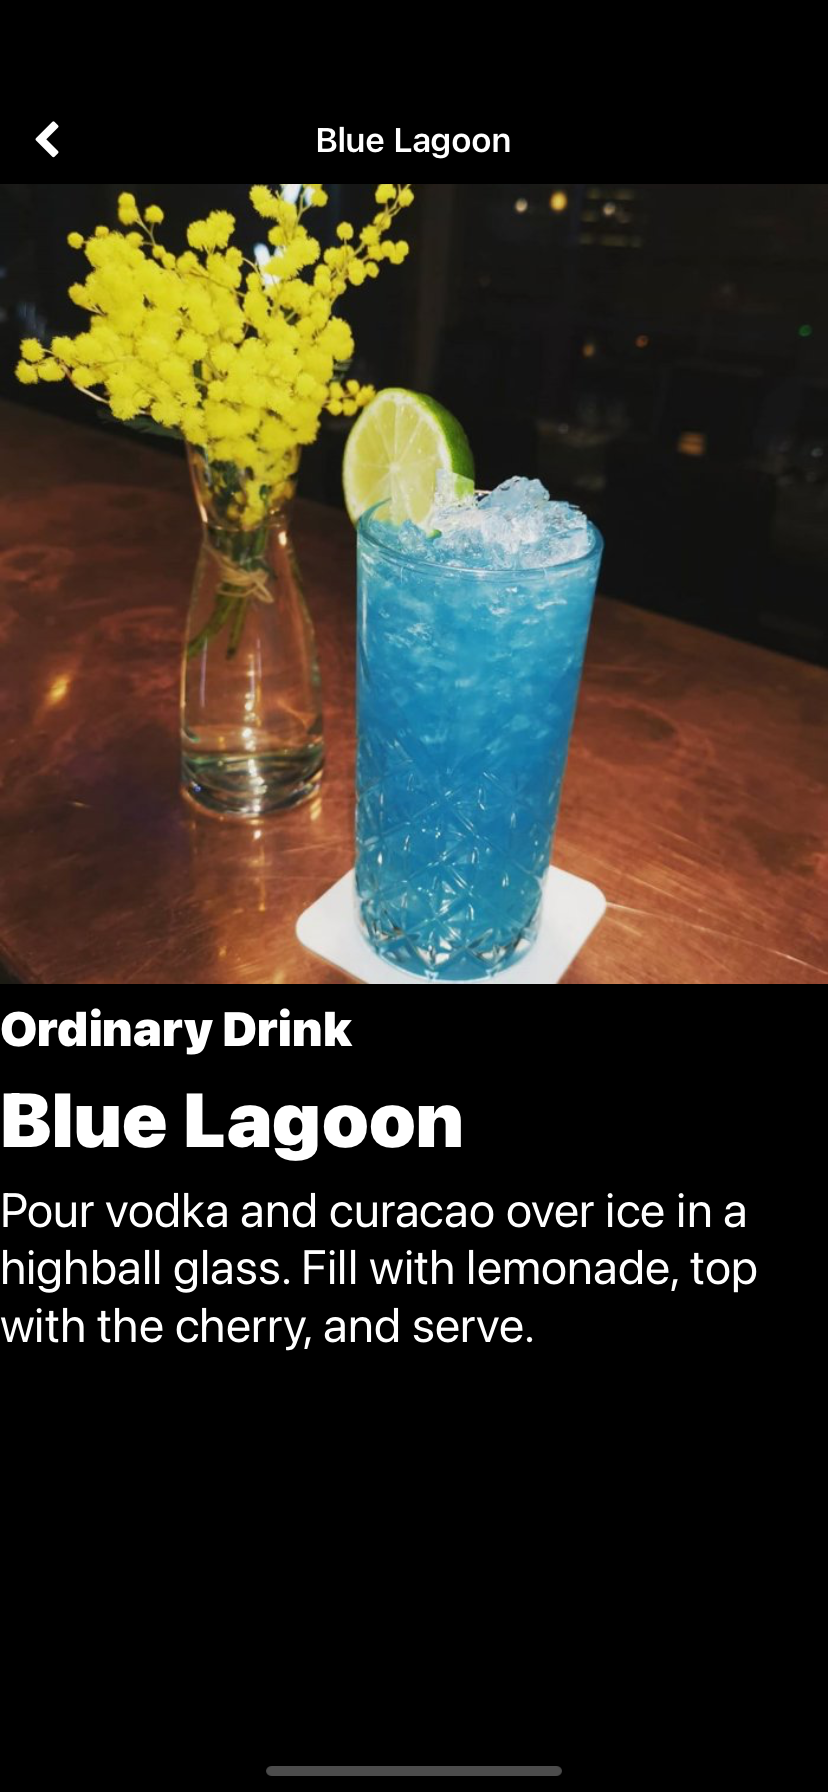 Blue Lagoon
Ordinary Drink
Blue Lagoon
Pour vodka and curacao over ice in a
highball glass. Fill with lemonade, top
with the cherry, and serve.